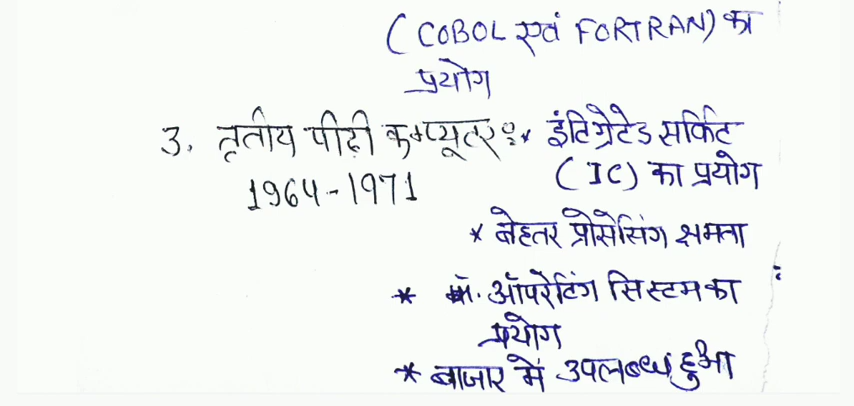 (COBOL एवं FORTRAN) का
प्रयोग
3. तृतीय पीढ़ी कम्प्यूटर:- * इंटिग्रेटेड सर्किट
1964-1971 (IC) का प्रयोग
* बेहतर प्रोसेसिंग क्षमता
* ऑपरेटिंग सिस्टम का
प्रयोग
* बाजार में उपलब्ध हुआ